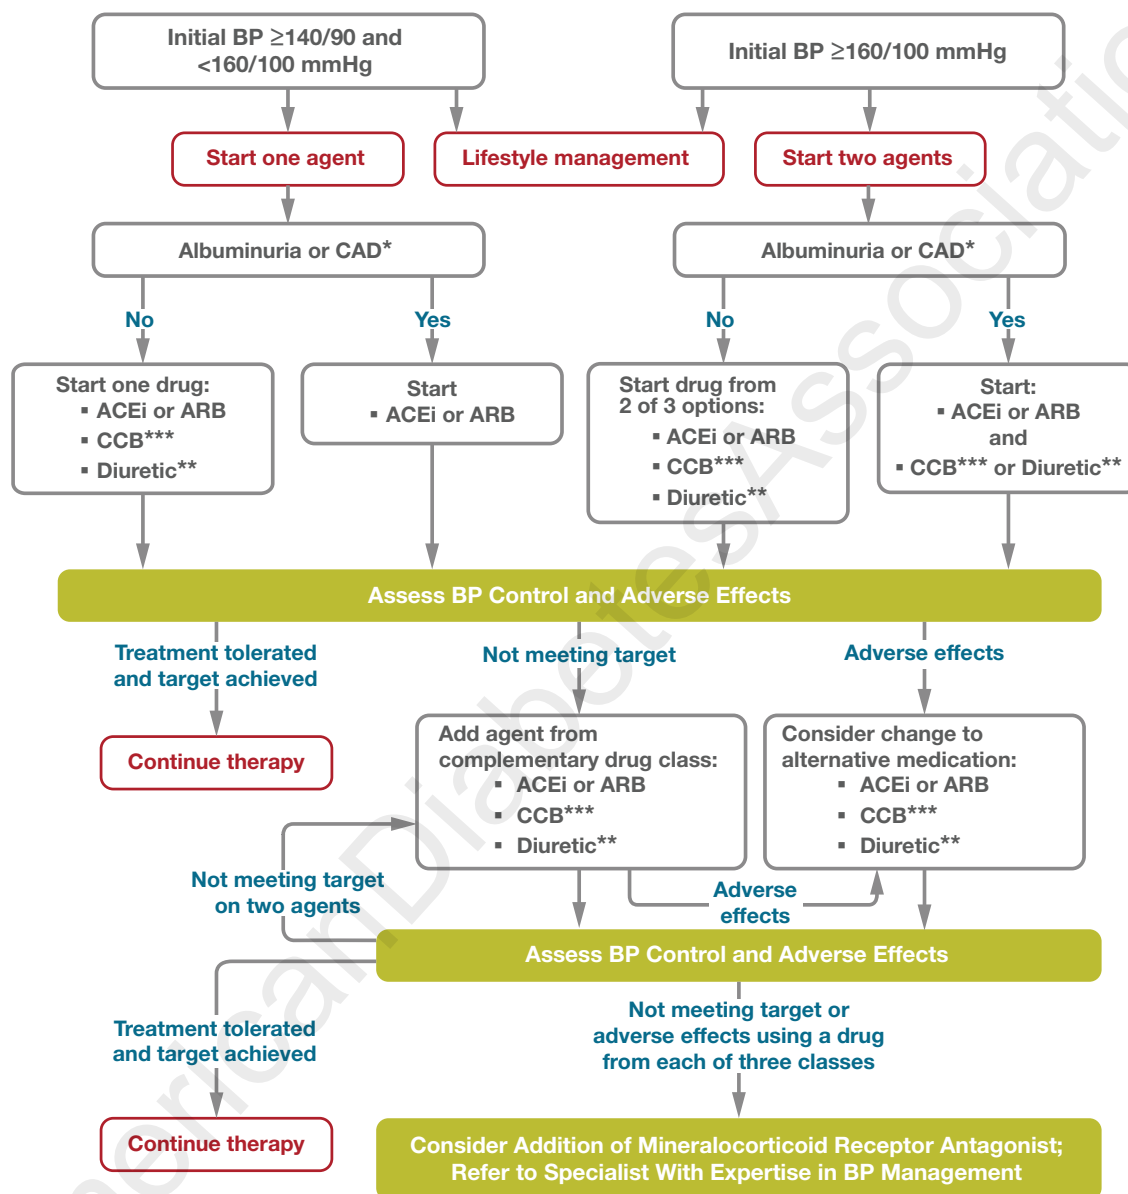 Initial BP ≥140/90 and
<160/100 mmHg
Initial BP ≥160/100 mmHg
Start one agent
Lifestyle management
Start two agents
Albuminuria or CAD*
Albuminuria or CAD*
No
Yes
No
Yes
Start one drug:
▪ ACEi or ARB
▪ CCB***
▪ Diuretic**
Start
▪ ACEi or ARB
Start drug from
2 of 3 options:
▪ ACEi or ARB
▪ CCB***
▪ Diuretic**
Start:
▪ ACEi or ARB
and
▪ CCB*** or Diuretic**
Assess BP Control and Adverse Effects
Treatment tolerated
and target achieved
Not meeting target
Adverse effects
Continue therapy
Add agent from
complementary drug class:
▪ ACEi or ARB
▪ CCB***
▪ Diuretic**
Consider change to
alternative medication:
▪ ACEi or ARB
▪ CCB***
▪ Diuretic**
Not meeting target
on two agents
Adverse
effects
Assess BP Control and Adverse Effects
Treatment tolerated
and target achieved
Not meeting target or
adverse effects using a drug
from each of three classes
Continue therapy
Consider Addition of Mineralocorticoid Receptor Antagonist;
Refer to Specialist With Expertise in BP Management
ericanDiabetesAssociatio